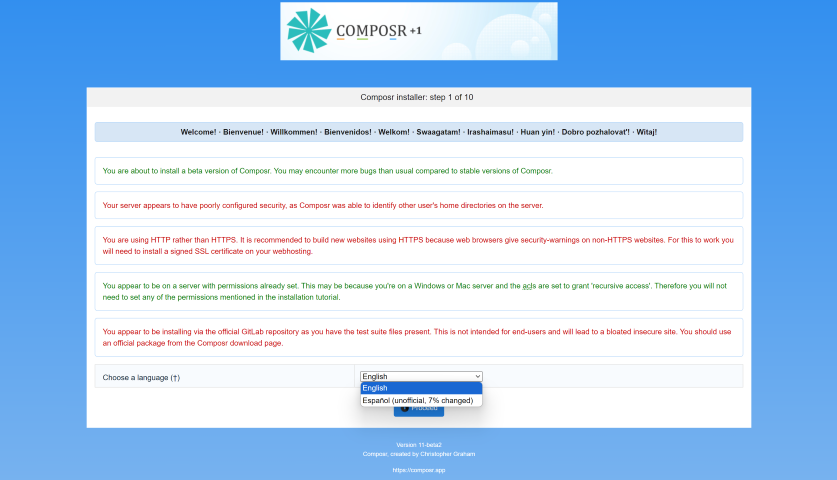 COMPOSR +1
Composr installer: step 1 of 10
Welcome! · Bienvenue! · Willkommen! · Bienvenidos! · Welkom! · Swaagatam! · Irashaimasu! · Huan yin! · Dobro pozhalovat'! · Witaj!
You are about to install a beta version of Composr. You may encounter more bugs than usual compared to stable versions of Composr.
Your server appears to have poorly configured security, as Composr was able to identify other user's home directories on the server.
You are using HTTP rather than HTTPS. It is recommended to build new websites using HTTPS because web browsers give security-warnings on non-HTTPS websites. For this to work you
will need to install a signed SSL certificate on your webhosting.
You appear to be on a server with permissions already set. This may be because you're on a Windows or Mac server and the acls are set to grant 'recursive access'. Therefore you will not
need to set any of the permissions mentioned in the installation tutorial.
You appear to be installing via the official GitLab repository as you have the test suite files present. This is not intended for end-users and will lead to a bloated insecure site. You should use
an official package from the Composr download page.
Choose a language (†)
English
English
Español (unofficial, 7% changed)
Proceed
Version 11-beta2
Composr, created by Christopher Graham
https://composr.app